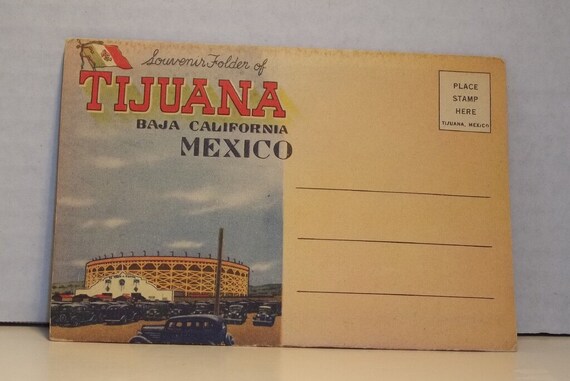 Souvenir Folder of
TIJUANA
BAJA CALIFORNIA
MEXICO
PLACE
STAMP
HERE
TIJUANA, MEXICO